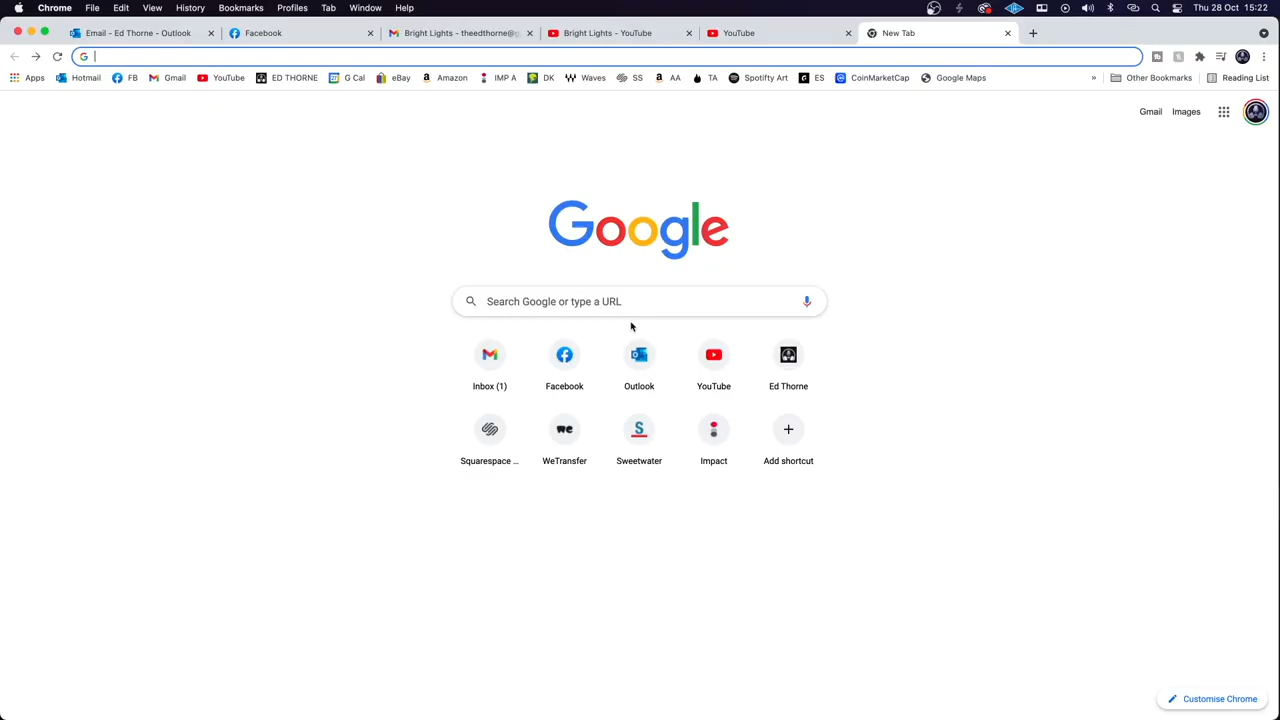 Chrome File Edit View History Bookmarks Profiles Tab Window Help Thu 28 Oct 15:22
Email - Ed Thorne - Outlook Facebook Bright Lights - theedthorne@g Bright Lights - YouTube YouTube New Tab
Apps Hotmail FB Gmail YouTube ED THORNE G Cal eBay Amazon IMP A DK Waves SS AA TA Spotifty Art ES CoinMarketCap Google Maps » Other Bookmarks Reading List
Gmail Images
Google
Search Google or type a URL
Inbox (1) Facebook Outlook YouTube Ed Thorne
Squarespace ... WeTransfer Sweetwater Impact Add shortcut
Customise Chrome